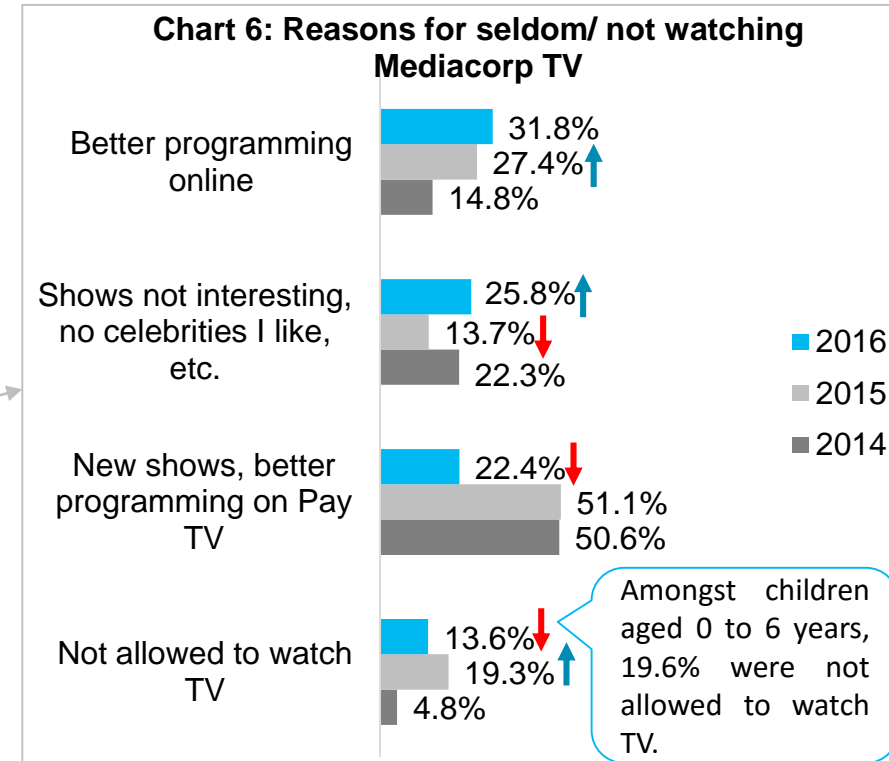 Chart 6: Reasons for seldom/ not watching
Mediacorp TV
Better programming
online
31.8%
27.4%
14.8%
Shows not interesting,
no celebrities I like,
etc.
25.8%
13.7%
22.3%
2016
2015
2014
New shows, better
programming on Pay
TV
22.4%
51.1%
50.6%
Not allowed to watch
TV
13.6%
19.3%
4.8%
Amongst children
aged 0 to 6 years,
19.6% were not
allowed to watch
TV.